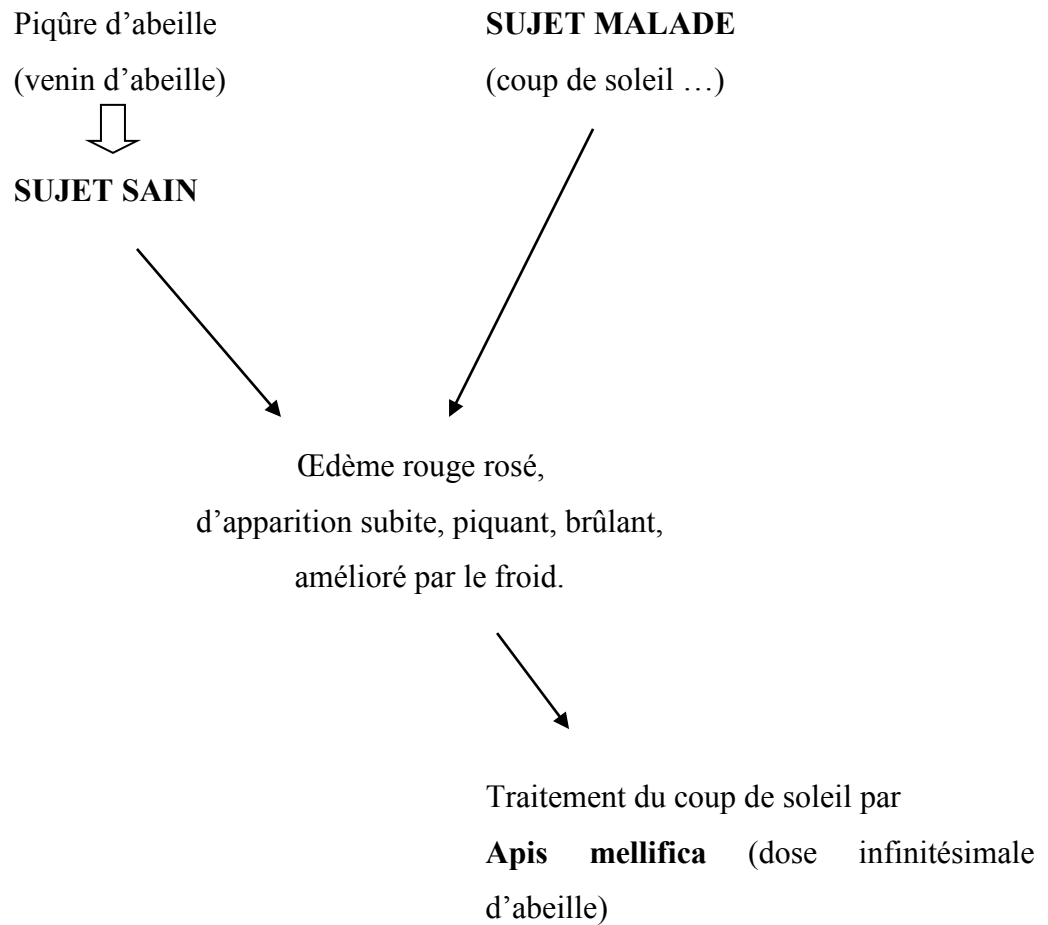 Piqûre d’abeille
(venin d’abeille)
SUJET SAIN
SUJET MALADE
(coup de soleil …)
Œdème rouge rosé,
d’apparition subite, piquant, brûlant,
amélioré par le froid.
Traitement du coup de soleil par
Apis mellifica (dose infinitésimale
d’abeille)